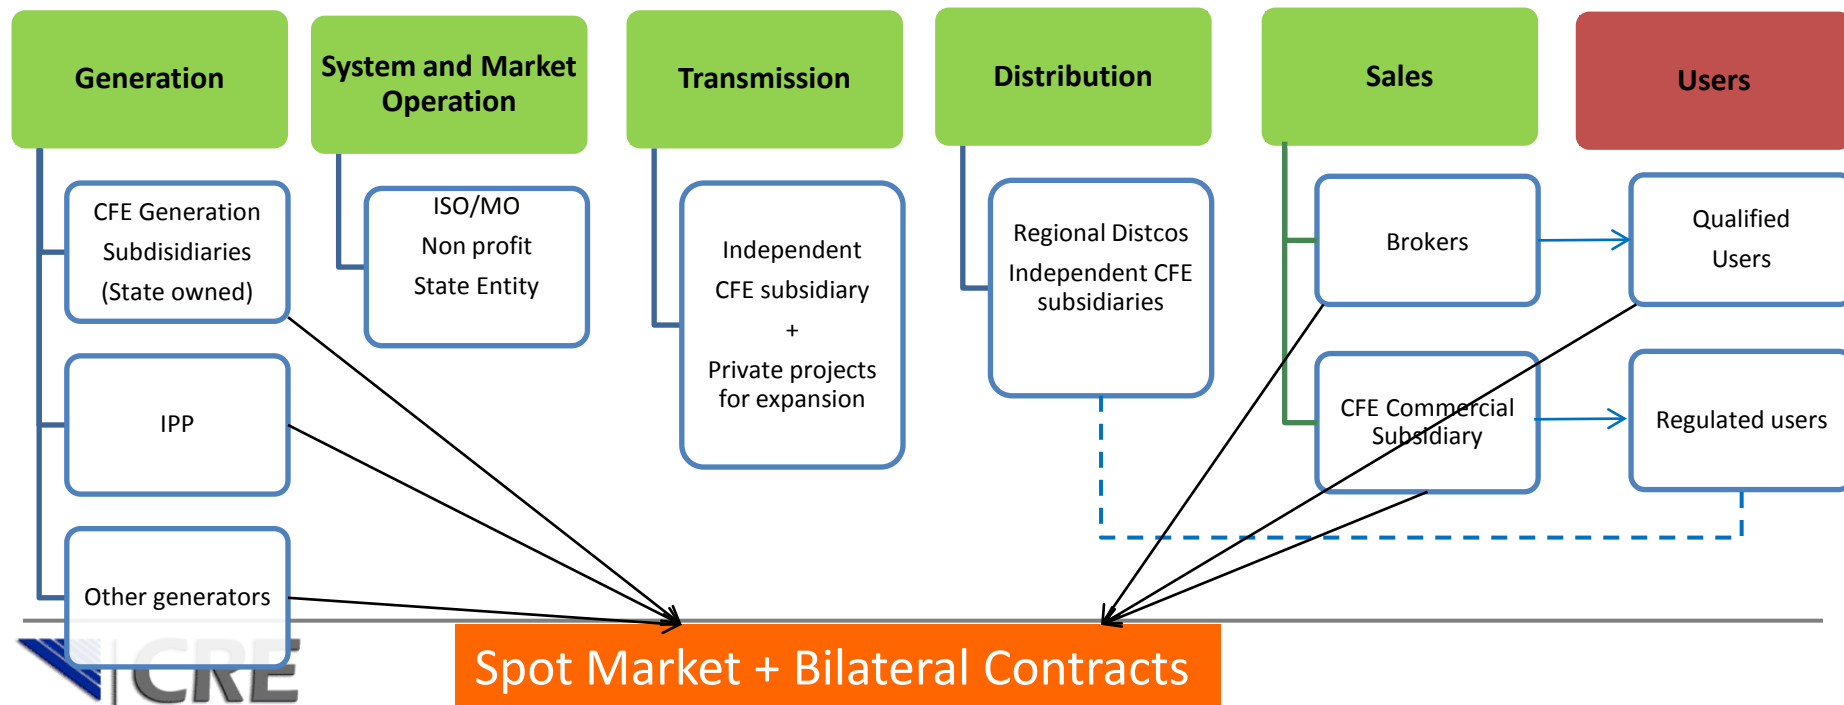 Generation
System and Market
Operation
Transmission
Distribution
Sales
Users
CFE Generation
Subdisidiaries
(State owned)
IPP
Other generators
ISO/MO
Non profit
State Entity
Independent
CFE subsidiary
+
Private projects
for expansion
Regional Distcos
Independent CFE
subsidiaries
Brokers
CFE Commercial
Subsidiary
Qualified
Users
Regulated users
CRE
Spot Market + Bilateral Contracts